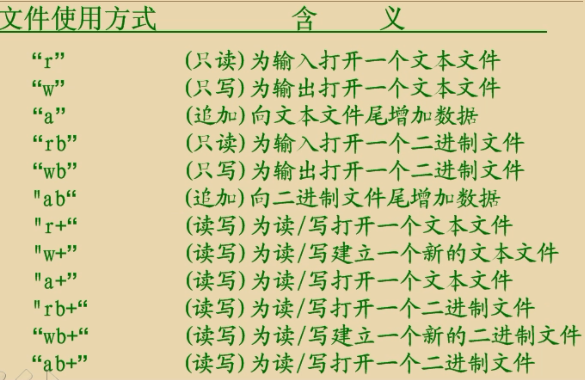 文件使用方式 含 义
“r” (只读)为输入打开一个文本文件
“w” (只写)为输出打开一个文本文件
“a” (追加)向文本文件尾增加数据
“rb” (只读)为输入打开一个二进制文件
“wb” (只写)为输出打开一个二进制文件
"ab“ (追加)向二进制文件尾增加数据
"r+“ (读写)为读/写打开一个文本文件
"w+” (读写)为读/写建立一个新的文本文件
"a+” (读写)为读/写打开一个文本文件
"rb+“ (读写)为读/写打开一个二进制文件
“wb+“ (读写)为读/写建立一个新的二进制文件
“ab+” (读写)为读/写打开一个二进制文件